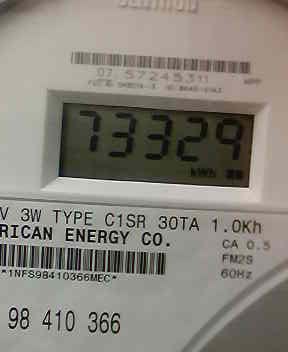 07 57245311
73329
kWh
V 3W TYPE C1SR 30TA 1.0Kh
RICAN ENERGY CO.
CA 0.5
FM2S
60Hz
*1NFS98410366MEC*
98 410 366